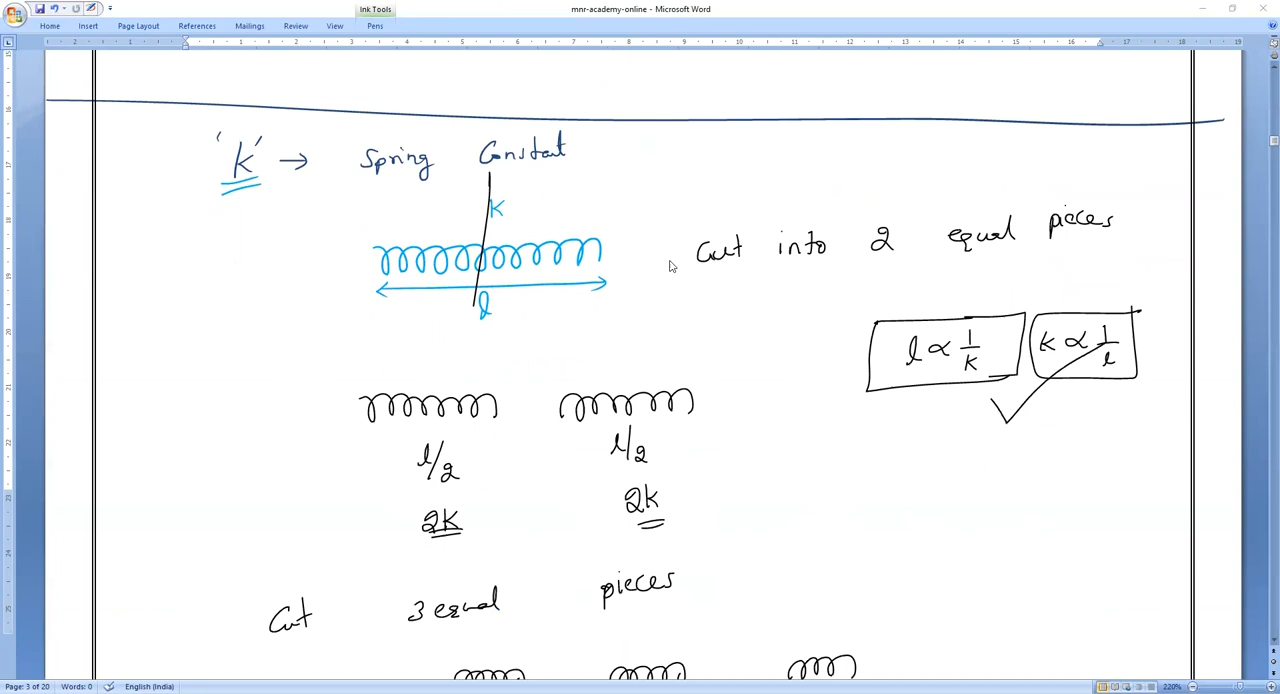 Ink Tools
mnr-academy-online - Microsoft Word
Home Insert Page Layout References Mailings Review View Pens
'k' → Spring Constant
k
l
Cut into 2 equal pieces
l ∝ 1/k
k ∝ 1/l
l/2 l/2
2k 2k
Cut 3 equal pieces
Page: 3 of 20 Words: 0 English (India) 220%